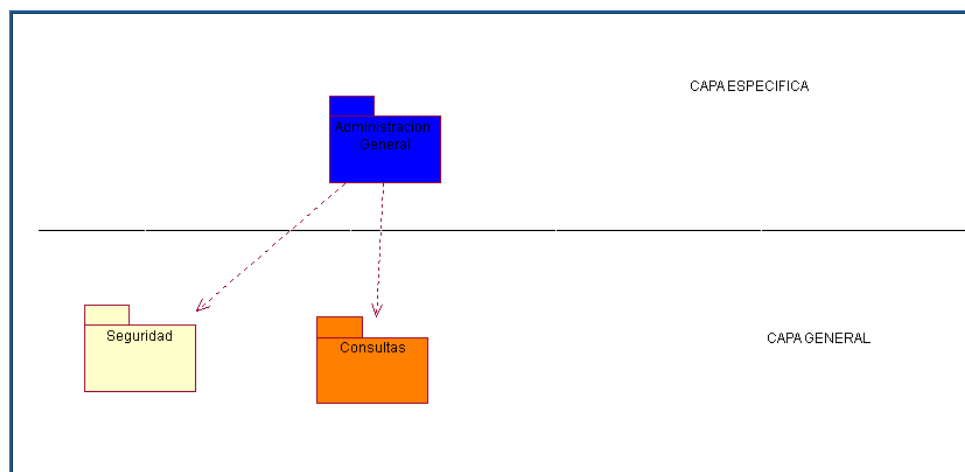 CAPA ESPECIFICA
Administracion
General
Seguridad
Consultas
CAPA GENERAL